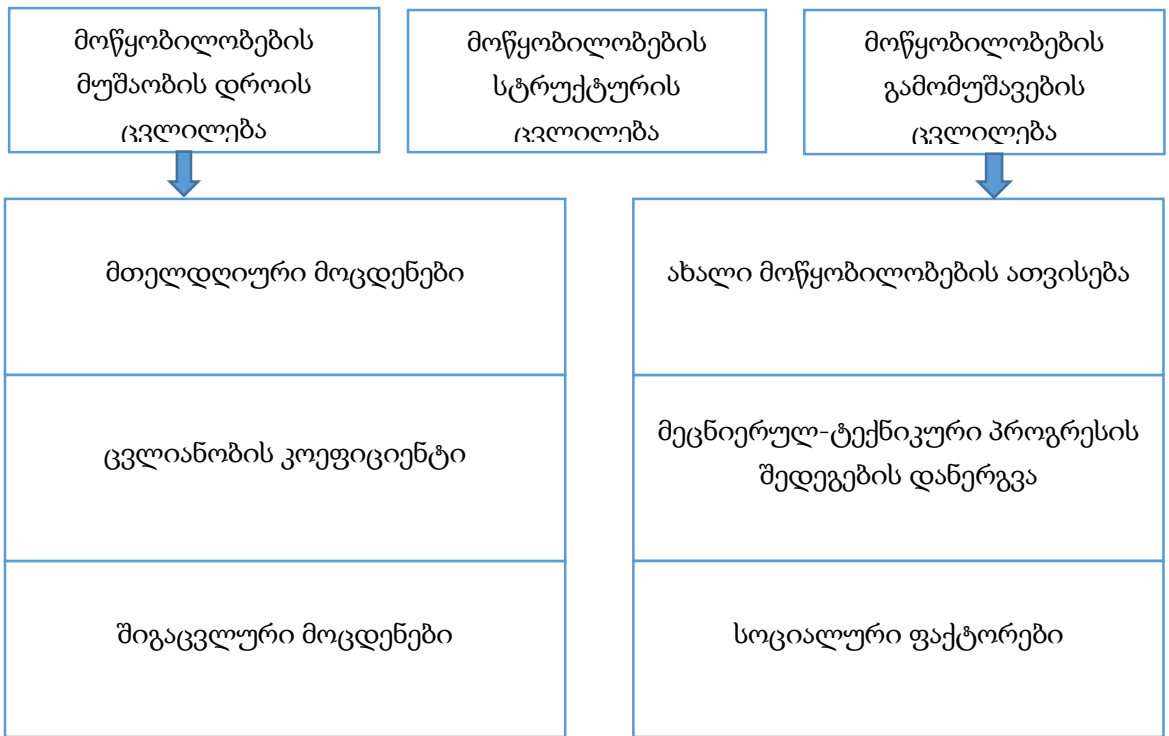 მოწყობილობების
მუშაობის დროის
ცვლილება
მოწყობილობების
სტრუქტურის
ცვლილება
მოწყობილობების
გამომუშავების
ცვლილება
მთელდღიური მოცდენები
ახალი მოწყობილობების ათვისება
ცვლიანობის კოეფიციენტი
მეცნიერულ-ტექნიკური პროგრესის
შედეგების დანერგვა
შიგაცვლური მოცდენები
სოციალური ფაქტორები